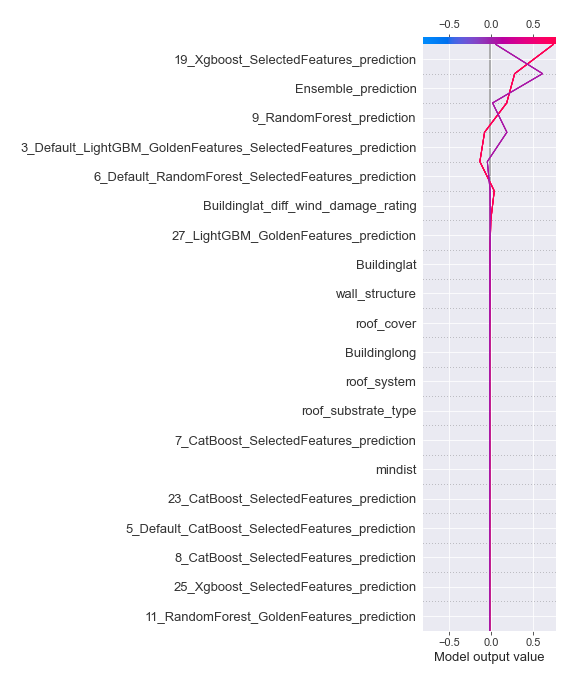 −0.5 0.0 0.5
19_Xgboost_SelectedFeatures_prediction
Ensemble_prediction
9_RandomForest_prediction
3_Default_LightGBM_GoldenFeatures_SelectedFeatures_prediction
6_Default_RandomForest_SelectedFeatures_prediction
Buildinglat_diff_wind_damage_rating
27_LightGBM_GoldenFeatures_prediction
Buildinglat
wall_structure
roof_cover
Buildinglong
roof_system
roof_substrate_type
7_CatBoost_SelectedFeatures_prediction
mindist
23_CatBoost_SelectedFeatures_prediction
5_Default_CatBoost_SelectedFeatures_prediction
8_CatBoost_SelectedFeatures_prediction
25_Xgboost_SelectedFeatures_prediction
11_RandomForest_GoldenFeatures_prediction
−0.5 0.0 0.5
Model output value